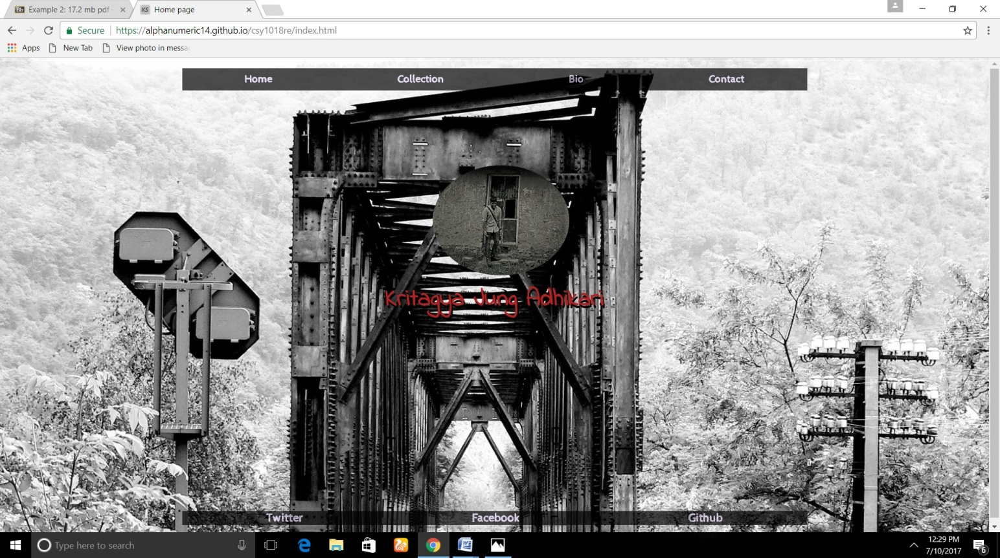 Example 2: 17.2 mb pdf -
KS Home page
Secure https://alphanumeric14.github.io/csy1018re/index.html
Apps New Tab View photo in messa
Home Collection Bio Contact
Kritagya Jung Adhikari
Twitter Facebook Github
Type here to search
12:29 PM
7/10/2017
6